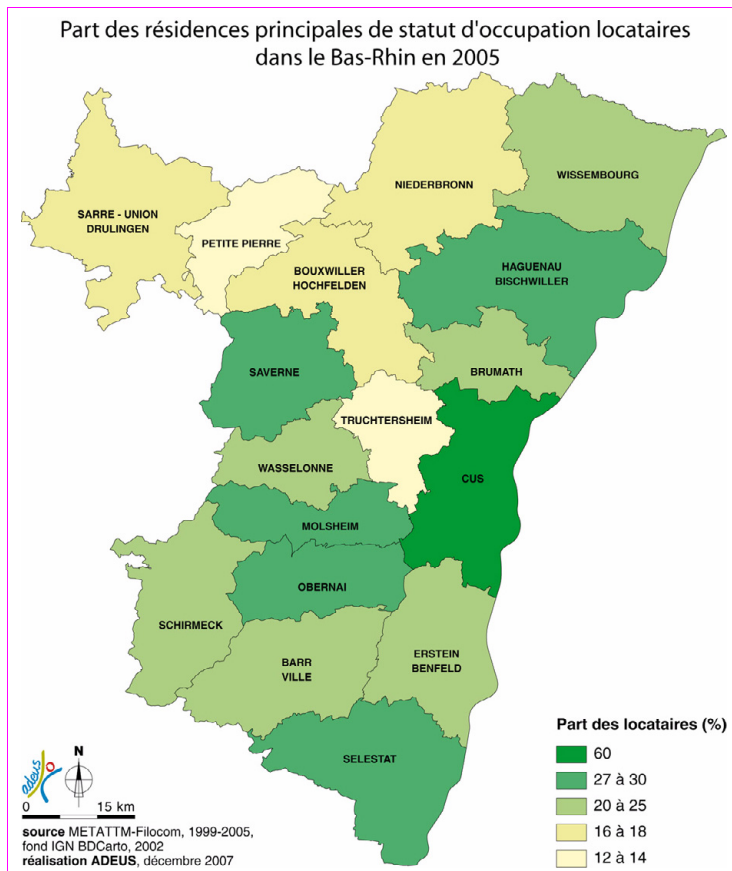 Part des résidences principales de statut d'occupation locataires
dans le Bas-Rhin en 2005
WISSEMBOURG
NIEDERBRONN
SARRE - UNION
DRULINGEN
PETITE PIERRE
HAGUENAU
BISCHWILLER
BOUXWILLER
HOCHFELDEN
SAVERNE
BRUMATH
TRUCHTERSHEIM
WASSELONNE
CUS
MOLSHEIM
OBERNAI
SCHIRMECK
ERSTEIN
BENFELD
BARR
VILLE
SELESTAT
Part des locataires (%)
60
27 à 30
20 à 25
16 à 18
12 à 14
adeus
N
0 15 km
source METATTM-Filocom, 1999-2005,
fond IGN BDCarto, 2002
réalisation ADEUS, décembre 2007